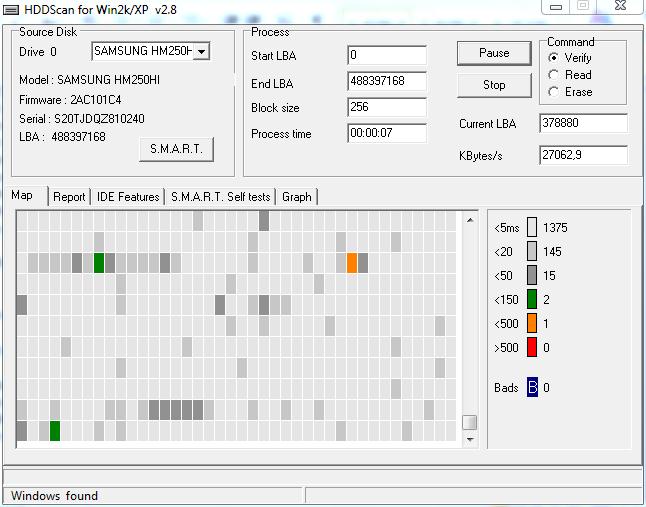 HDDScan for Win2k/XP v2.8
Source Disk
Drive 0 SAMSUNG HM250H
Model : SAMSUNG HM250HI
Firmware : 2AC101C4
Serial : S20TJDQZ810240
LBA : 488397168
S.M.A.R.T.
Process
Start LBA 0
End LBA 488397168
Block size 256
Process time 00:00:07
Pause
Stop
Command
Verify
Read
Erase
Current LBA 378880
KBytes/s 27062,9
Map Report IDE Features S.M.A.R.T. Self tests Graph
<5ms 1375
<20 145
<50 15
<150 2
<500 1
>500 0
Bads B 0
Windows found